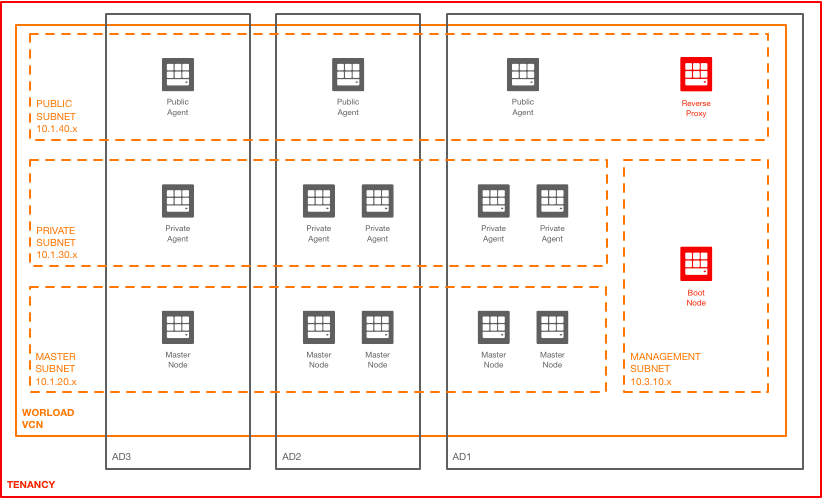 PUBLIC
SUBNET
10.1.40.x
Public
Agent
Public
Agent
Public
Agent
Reverse
Proxy
PRIVATE
SUBNET
10.1.30.x
Private
Agent
Private
Agent
Private
Agent
Private
Agent
Private
Agent
Boot
Node
MASTER
SUBNET
10.1.20.x
Master
Node
Master
Node
Master
Node
Master
Node
Master
Node
MANAGEMENT
SUBNET
10.3.10.x
WORLOAD
VCN
AD3
AD2
AD1
TENANCY